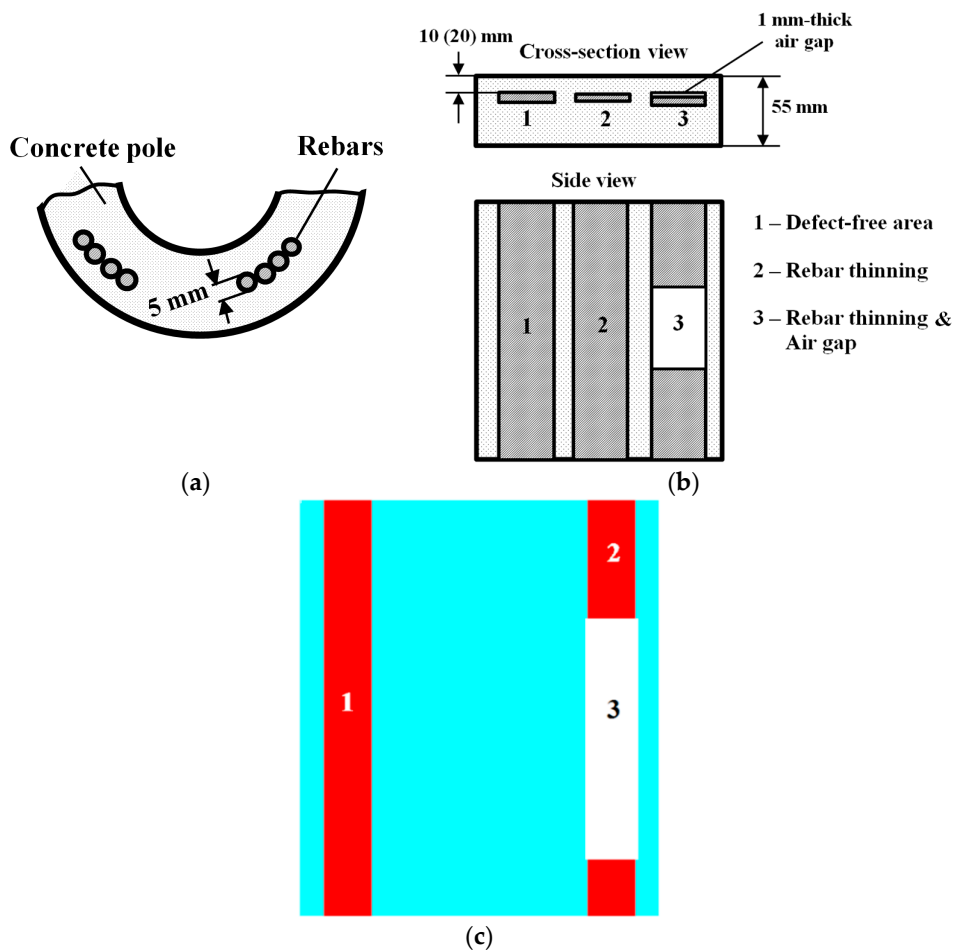 Concrete pole
Rebars
5 mm
(a)
10 (20) mm
Cross-section view
1 mm-thick
air gap
55 mm
1
2
3
Side view
1
2
3
1 – Defect-free area
2 – Rebar thinning
3 – Rebar thinning &
Air gap
(b)
1
2
3
(c)